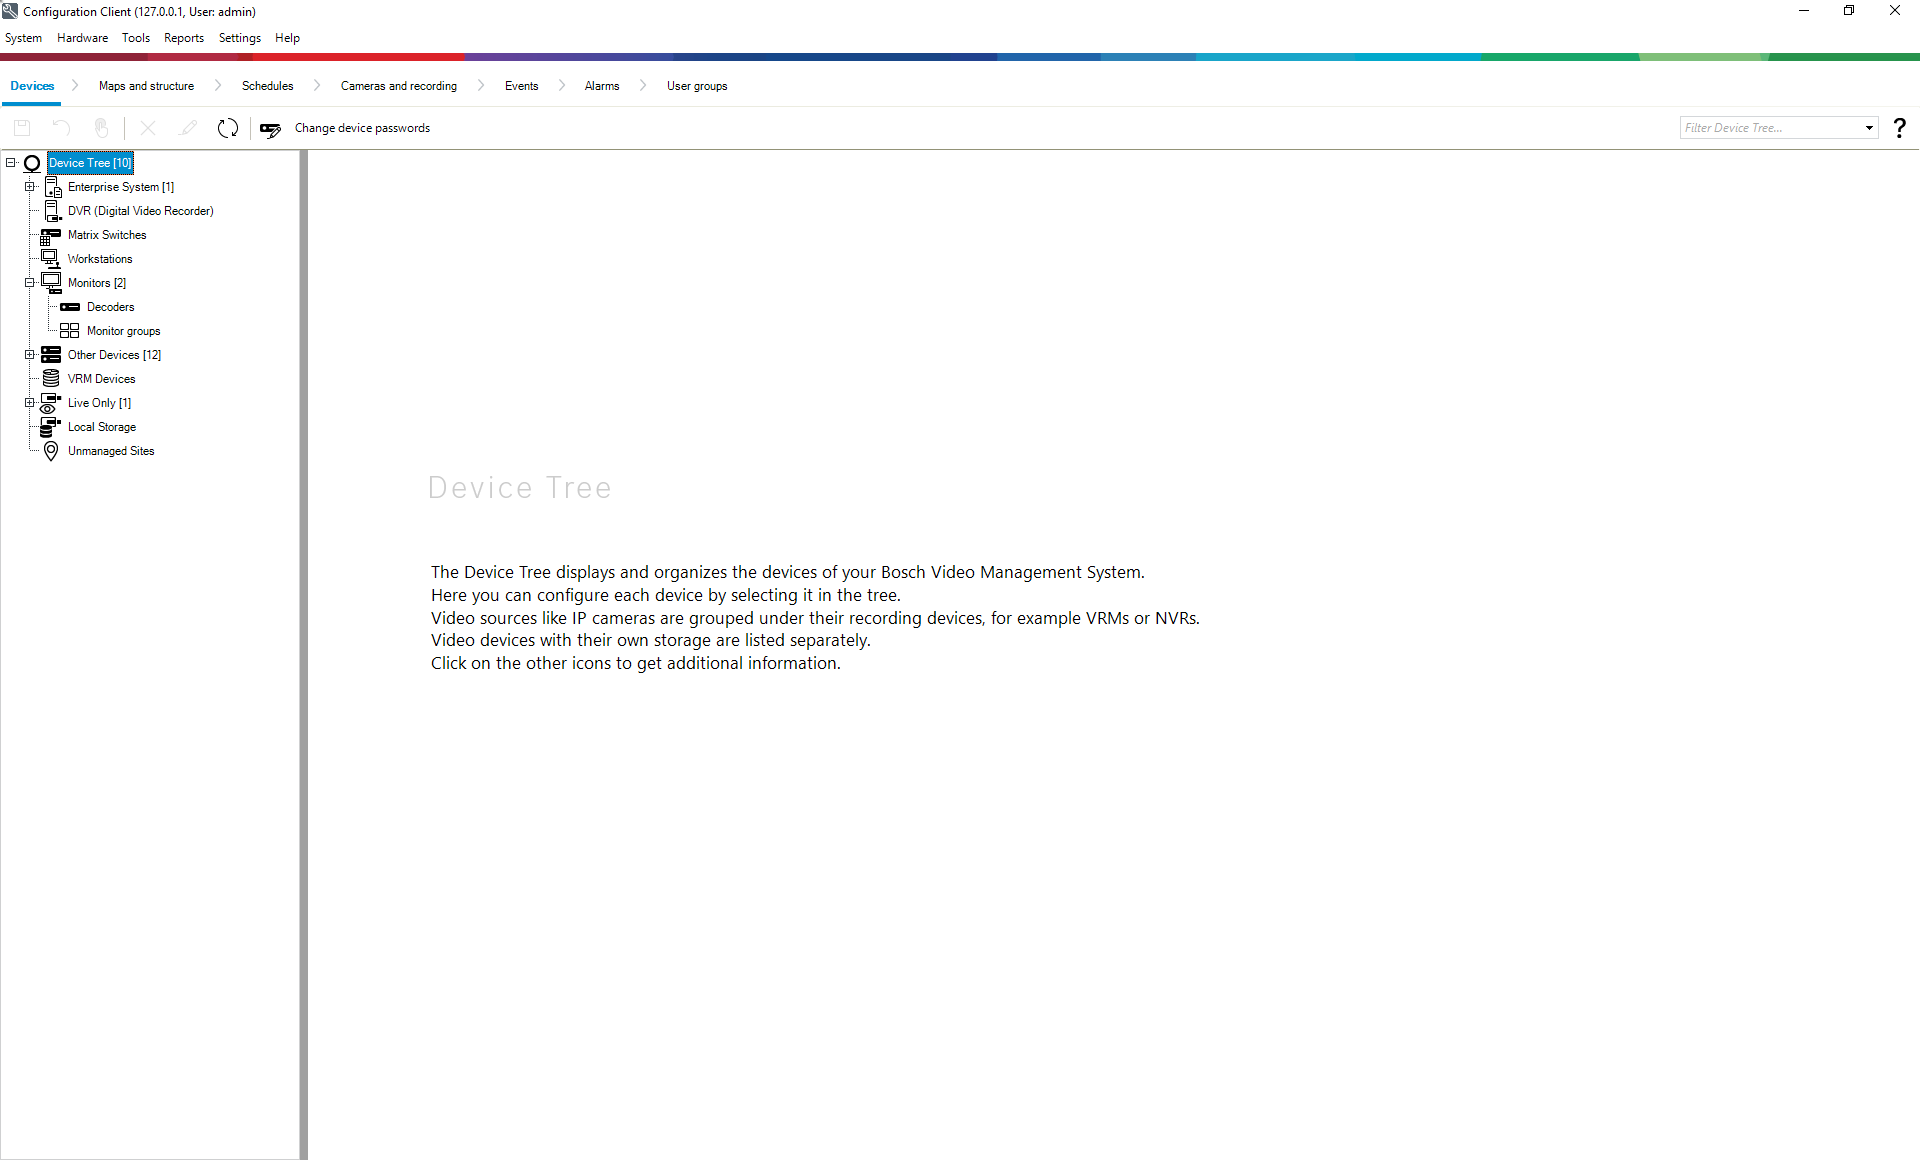 Configuration Client (127.0.0.1, User: admin)
System Hardware Tools Reports Settings Help
Devices Maps and structure Schedules Cameras and recording Events Alarms User groups
Change device passwords Filter Device Tree... ?
Device Tree [10]
Enterprise System [1]
DVR (Digital Video Recorder)
Matrix Switches
Workstations
Monitors [2]
Decoders
Monitor groups
Other Devices [12]
VRM Devices
Live Only [1]
Local Storage
Unmanaged Sites
Device Tree
The Device Tree displays and organizes the devices of your Bosch Video Management System.
Here you can configure each device by selecting it in the tree.
Video sources like IP cameras are grouped under their recording devices, for example VRMs or NVRs.
Video devices with their own storage are listed separately.
Click on the other icons to get additional information.